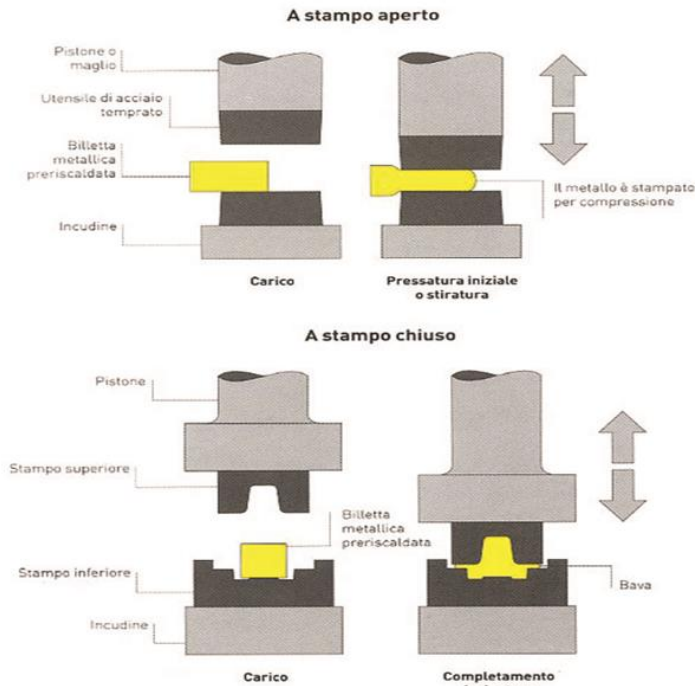 A stampo aperto
Pistone o
maglio
Utensile di acciaio
temprato
Billetta
metallica
preriscaldata
Incudine
Il metallo è stampato
per compressione
Carico
Pressatura iniziale
o stiratura
A stampo chiuso
Pistone
Stampo superiore
Billetta
metallica
preriscaldata
Stampo inferiore
Bava
Incudine
Carico
Completamento